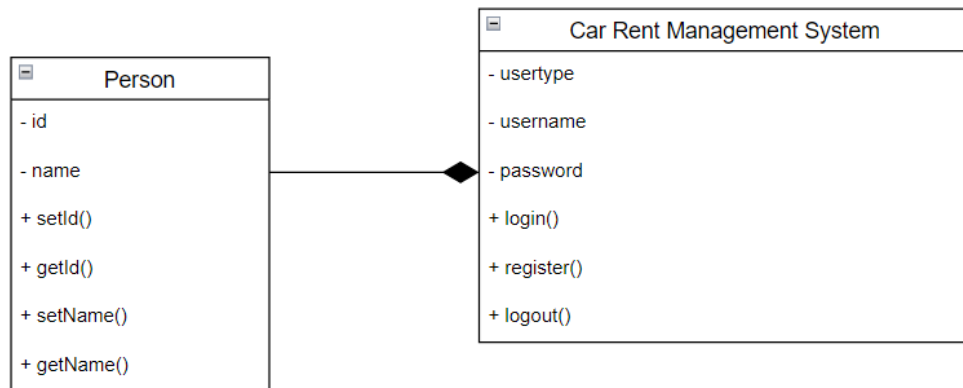 Person
- id
- name
+ setId()
+ getId()
+ setName()
+ getName()
Car Rent Management System
- usertype
- username
- password
+ login()
+ register()
+ logout()